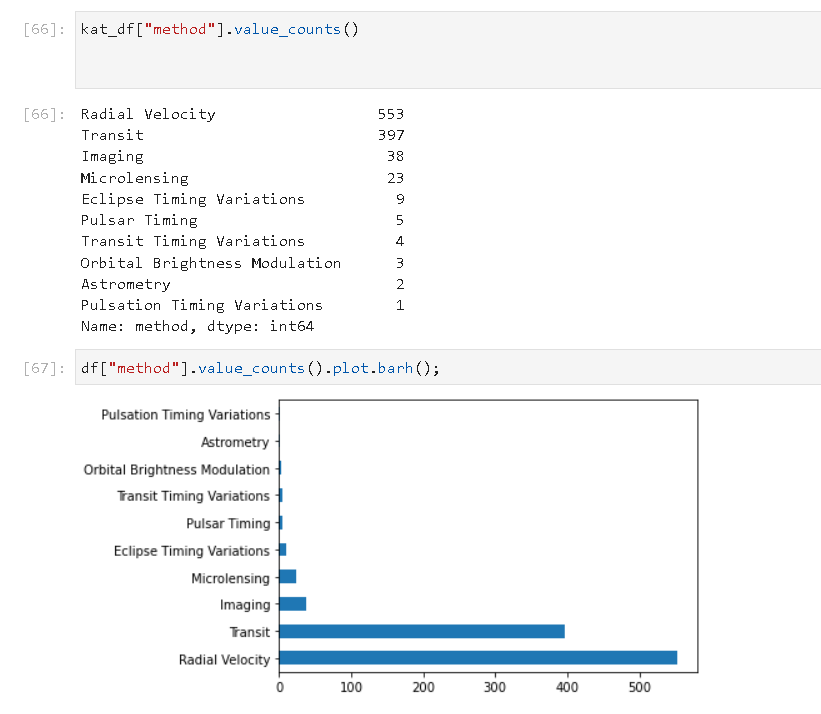 [66]: kat_df["method"].value_counts()
[66]: Radial Velocity 553
Transit 397
Imaging 38
Microlensing 23
Eclipse Timing Variations 9
Pulsar Timing 5
Transit Timing Variations 4
Orbital Brightness Modulation 3
Astrometry 2
Pulsation Timing Variations 1
Name: method, dtype: int64
[67]: df["method"].value_counts().plot.barh();
Pulsation Timing Variations
Astrometry
Orbital Brightness Modulation
Transit Timing Variations
Pulsar Timing
Eclipse Timing Variations
Microlensing
Imaging
Transit
Radial Velocity
0 100 200 300 400 500